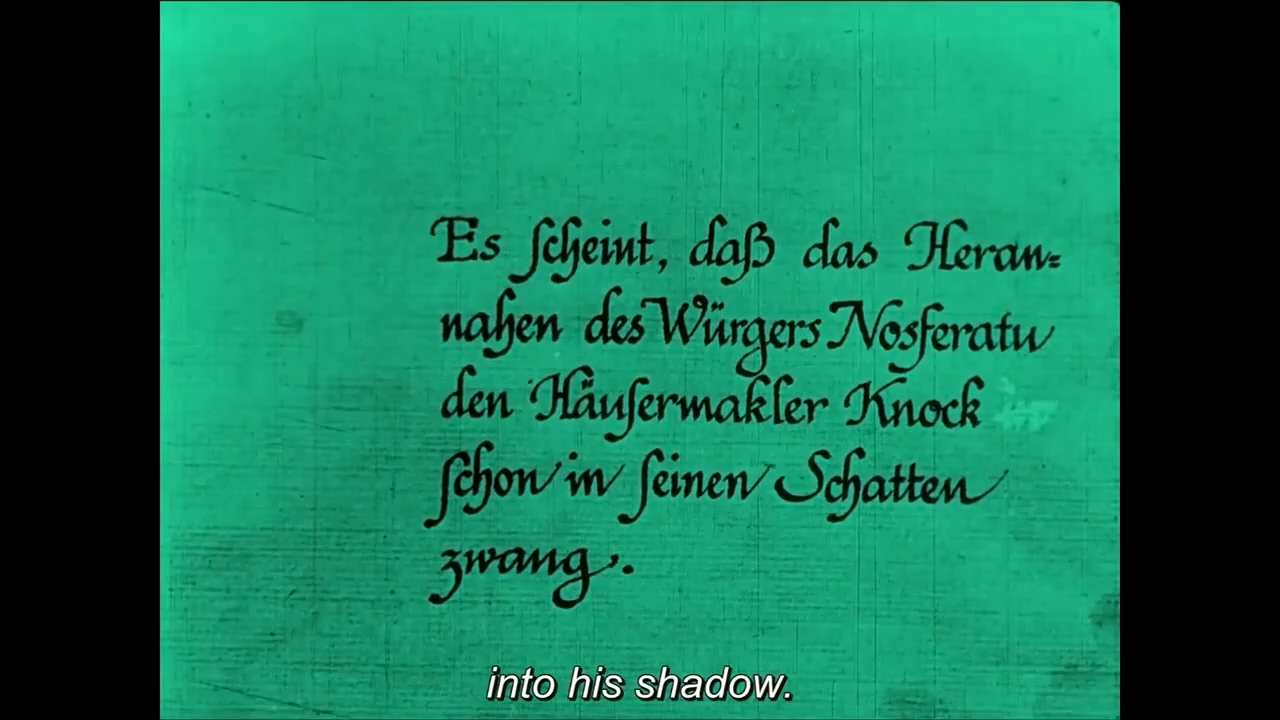 Es ſcheint, daß das Heran=
nahen des Würgers Nosferatu
den Häuſermakler Knock
ſchon in ſeinen Schatten
zwang.
into his shadow.